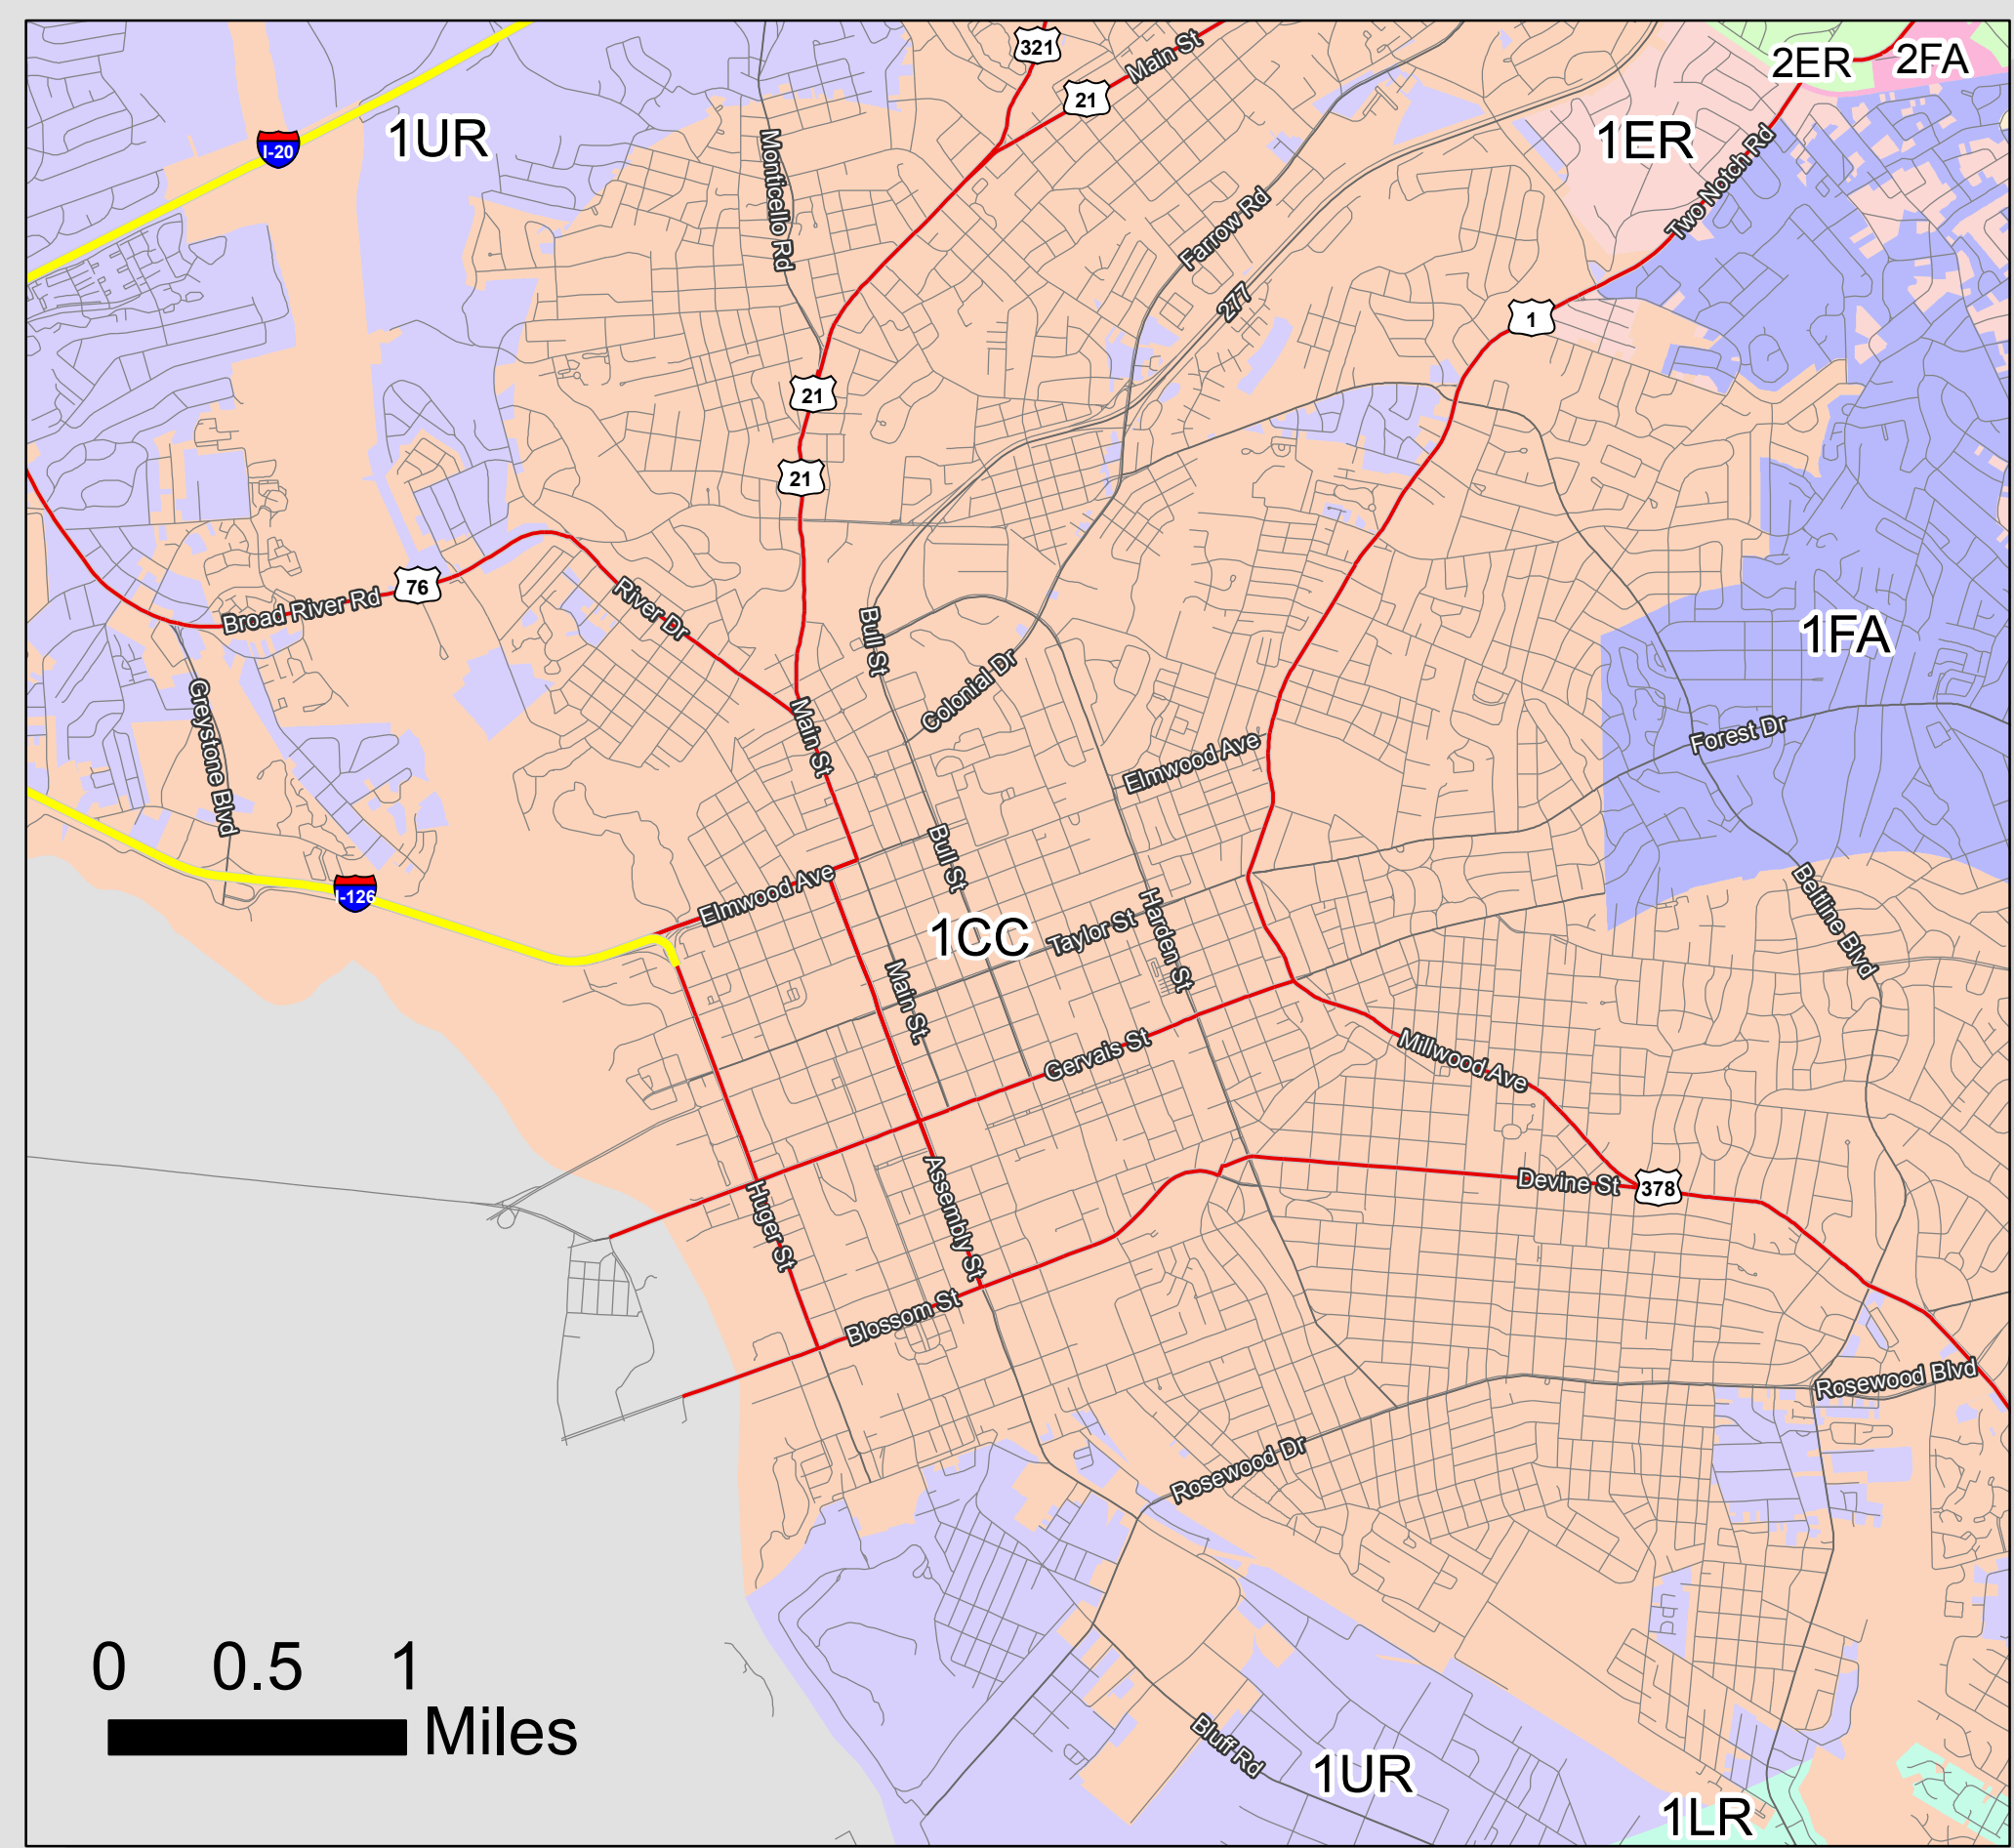 321
Main St
21
2ER
2FA
1UR
1ER
I-20
Monticello Rd
Two Notch Rd
Farrow Rd
277
1
21
21
76
Broad River Rd
River Dr
Bull St
1FA
Colonial Dr
Greystone Blvd
Main St
Forest Dr
Elmwood Ave
Bull St
I-126
Elmwood Ave
Beltline Blvd
1CC
Taylor St
Harden St
Main St
Gervais St
Millwood Ave
Devine St
378
Huger St
Assembly St
Blossom St
Rosewood Blvd
Rosewood Dr
0 0.5 1
Miles
Bluff Rd
1UR
1LR